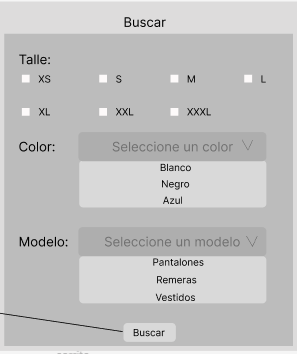 Buscar
Talle:
XS S M L
XL XXL XXXL
Color: Seleccione un color
Blanco
Negro
Azul
Modelo: Seleccione un modelo
Pantalones
Remeras
Vestidos
Buscar